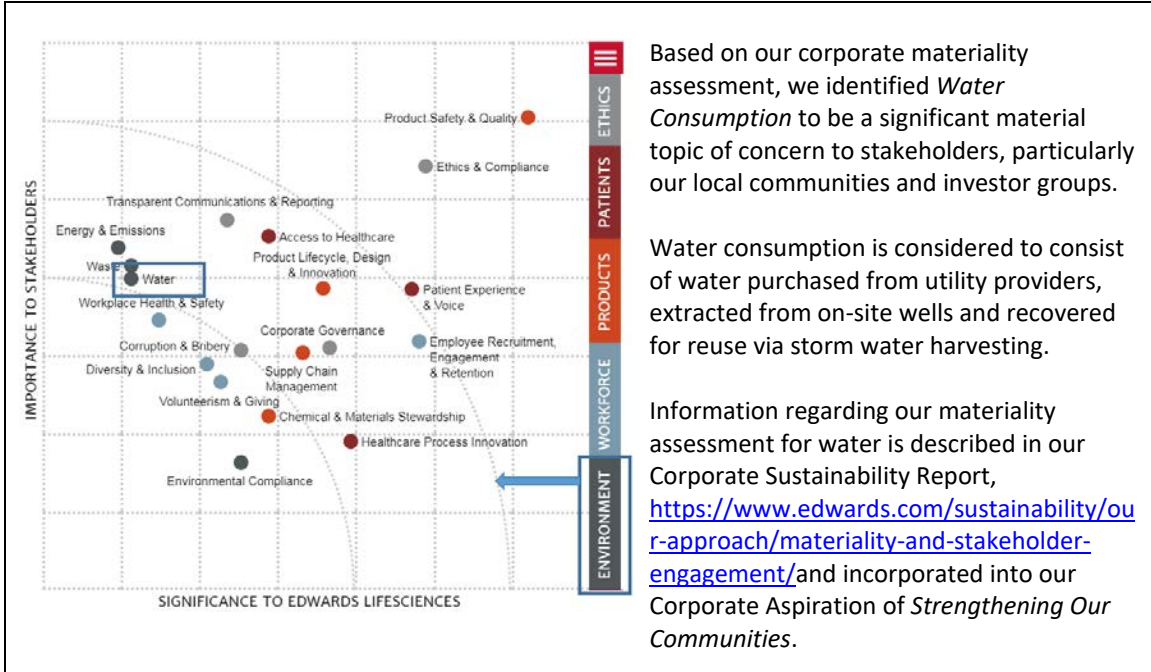 Product Safety & Quality
Ethics & Compliance
Transparent Communications & Reporting
Energy & Emissions
Access to Healthcare
Waste
Product Lifecycle, Design
& Innovation
Water
Patient Experience
& Voice
Workplace Health & Safety
Corporate Governance
Employee Recruitment,
Engagement
& Retention
Corruption & Bribery
Supply Chain
Management
Diversity & Inclusion
Volunteerism & Giving
Chemical & Materials Stewardship
Healthcare Process Innovation
Environmental Compliance
IMPORTANCE TO STAKEHOLDERS
SIGNIFICANCE TO EDWARDS LIFESCIENCES
ETHICS
PATIENTS
PRODUCTS
WORKFORCE
ENVIRONMENT
Based on our corporate materiality
assessment, we identified Water
Consumption to be a significant material
topic of concern to stakeholders, particularly
our local communities and investor groups.
Water consumption is considered to consist
of water purchased from utility providers,
extracted from on-site wells and recovered
for reuse via storm water harvesting.
Information regarding our materiality
assessment for water is described in our
Corporate Sustainability Report,
https://www.edwards.com/sustainability/ou
r-approach/materiality-and-stakeholder-
engagement/and incorporated into our
Corporate Aspiration of Strengthening Our
Communities.